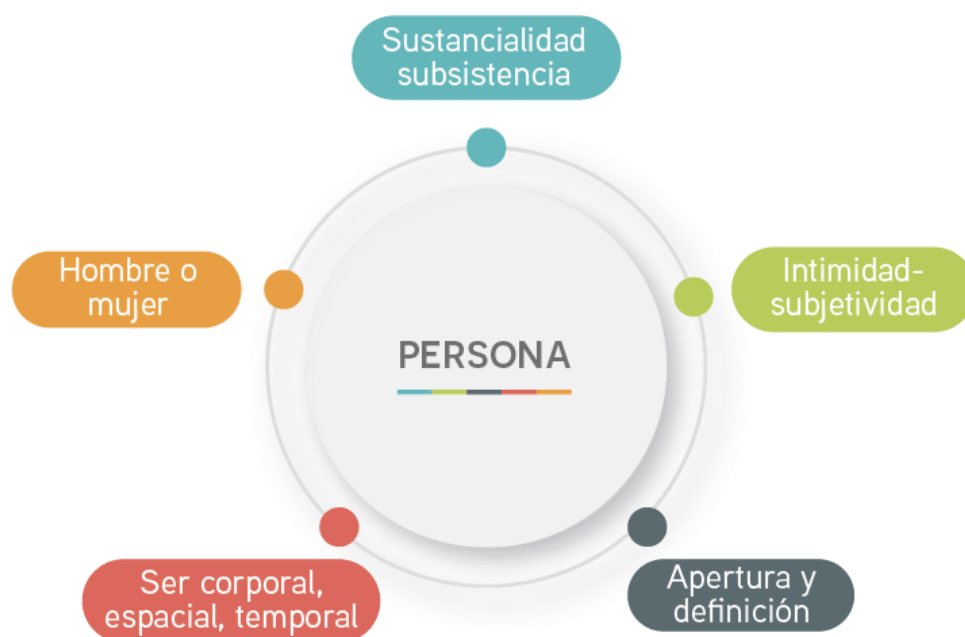 Sustancialidad
subsistencia
Hombre o
mujer
Intimidad-
subjetividad
PERSONA
Ser corporal,
espacial, temporal
Apertura y
definición